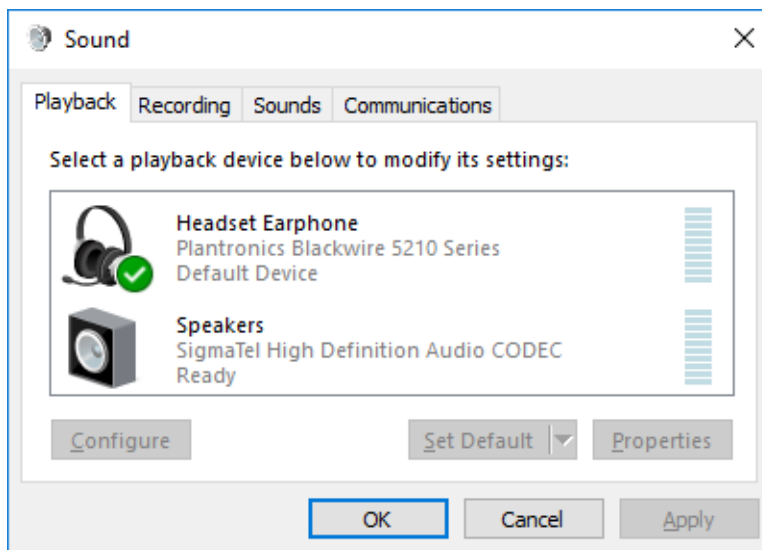 Sound
Playback Recording Sounds Communications
Select a playback device below to modify its settings:
Headset Earphone
Plantronics Blackwire 5210 Series
Default Device
Speakers
SigmaTel High Definition Audio CODEC
Ready
Configure Set Default Properties
OK Cancel Apply